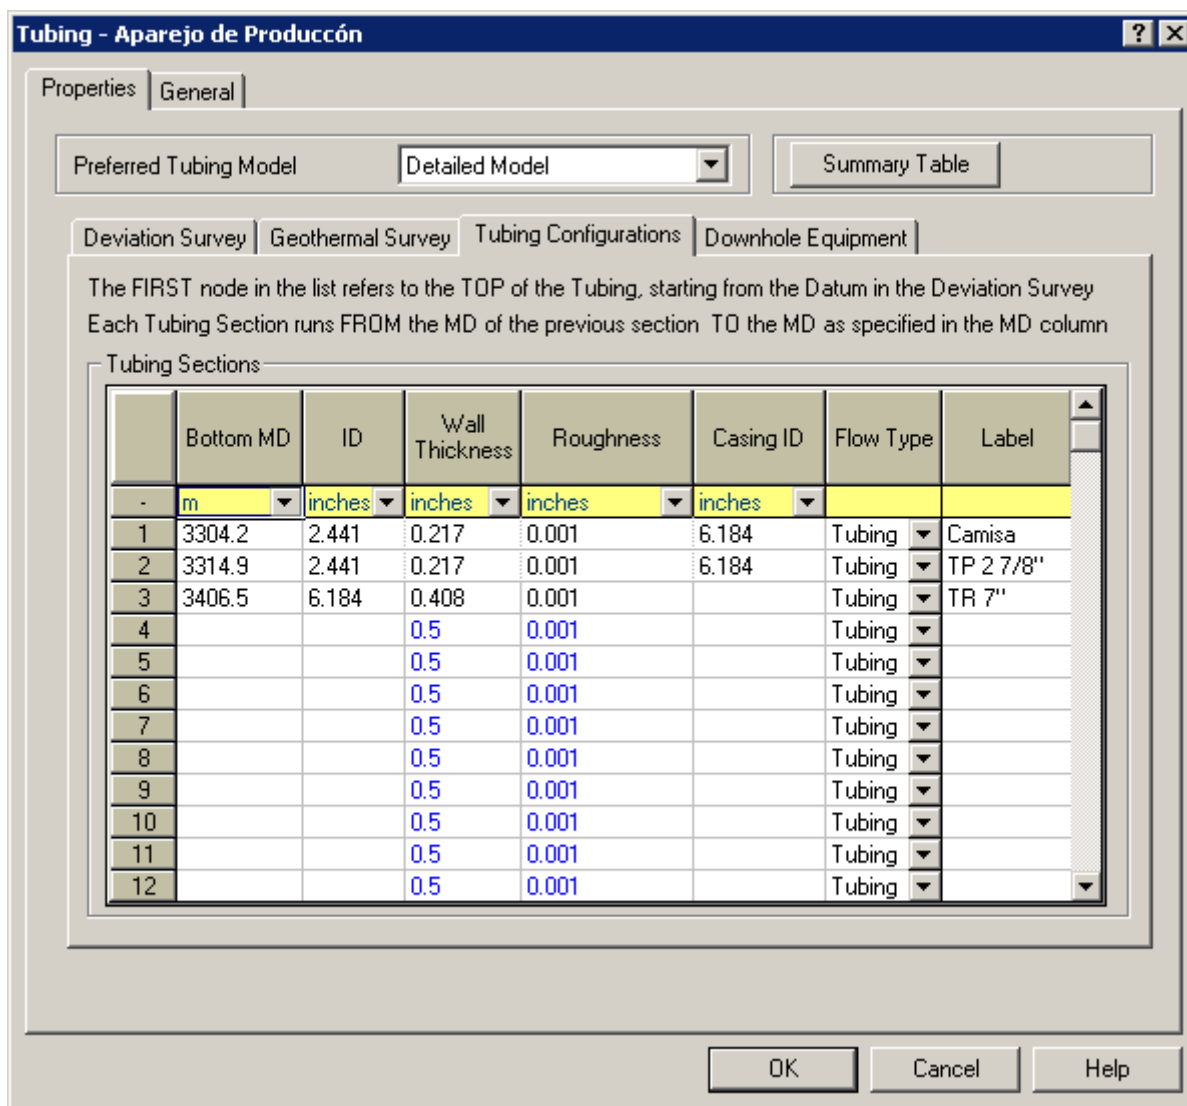 Tubing - Aparejo de Produccón
Properties General
Preferred Tubing Model Detailed Model Summary Table
Deviation Survey Geothermal Survey Tubing Configurations Downhole Equipment
The FIRST node in the list refers to the TOP of the Tubing, starting from the Datum in the Deviation Survey
Each Tubing Section runs FROM the MD of the previous section TO the MD as specified in the MD column
Tubing Sections
Bottom MD ID Wall Thickness Roughness Casing ID Flow Type Label
- m inches inches inches inches
1 3304.2 2.441 0.217 0.001 6.184 Tubing Camisa
2 3314.9 2.441 0.217 0.001 6.184 Tubing TP 2 7/8"
3 3406.5 6.184 0.408 0.001 Tubing TR 7"
4 0.5 0.001 Tubing
5 0.5 0.001 Tubing
6 0.5 0.001 Tubing
7 0.5 0.001 Tubing
8 0.5 0.001 Tubing
9 0.5 0.001 Tubing
10 0.5 0.001 Tubing
11 0.5 0.001 Tubing
12 0.5 0.001 Tubing
OK Cancel Help